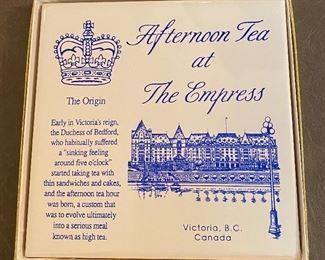 Afternoon Tea
at
The Empress
The Origin
Early in Victoria's reign,
the Duchess of Bedford,
who habitually suffered
a "sinking feeling
around five o'clock"
started taking tea with
thin sandwiches and cakes,
and the afternoon tea hour
was born, a custom that
was to evolve ultimately
into a serious meal
known as high tea.
Victoria, B.C.
Canada